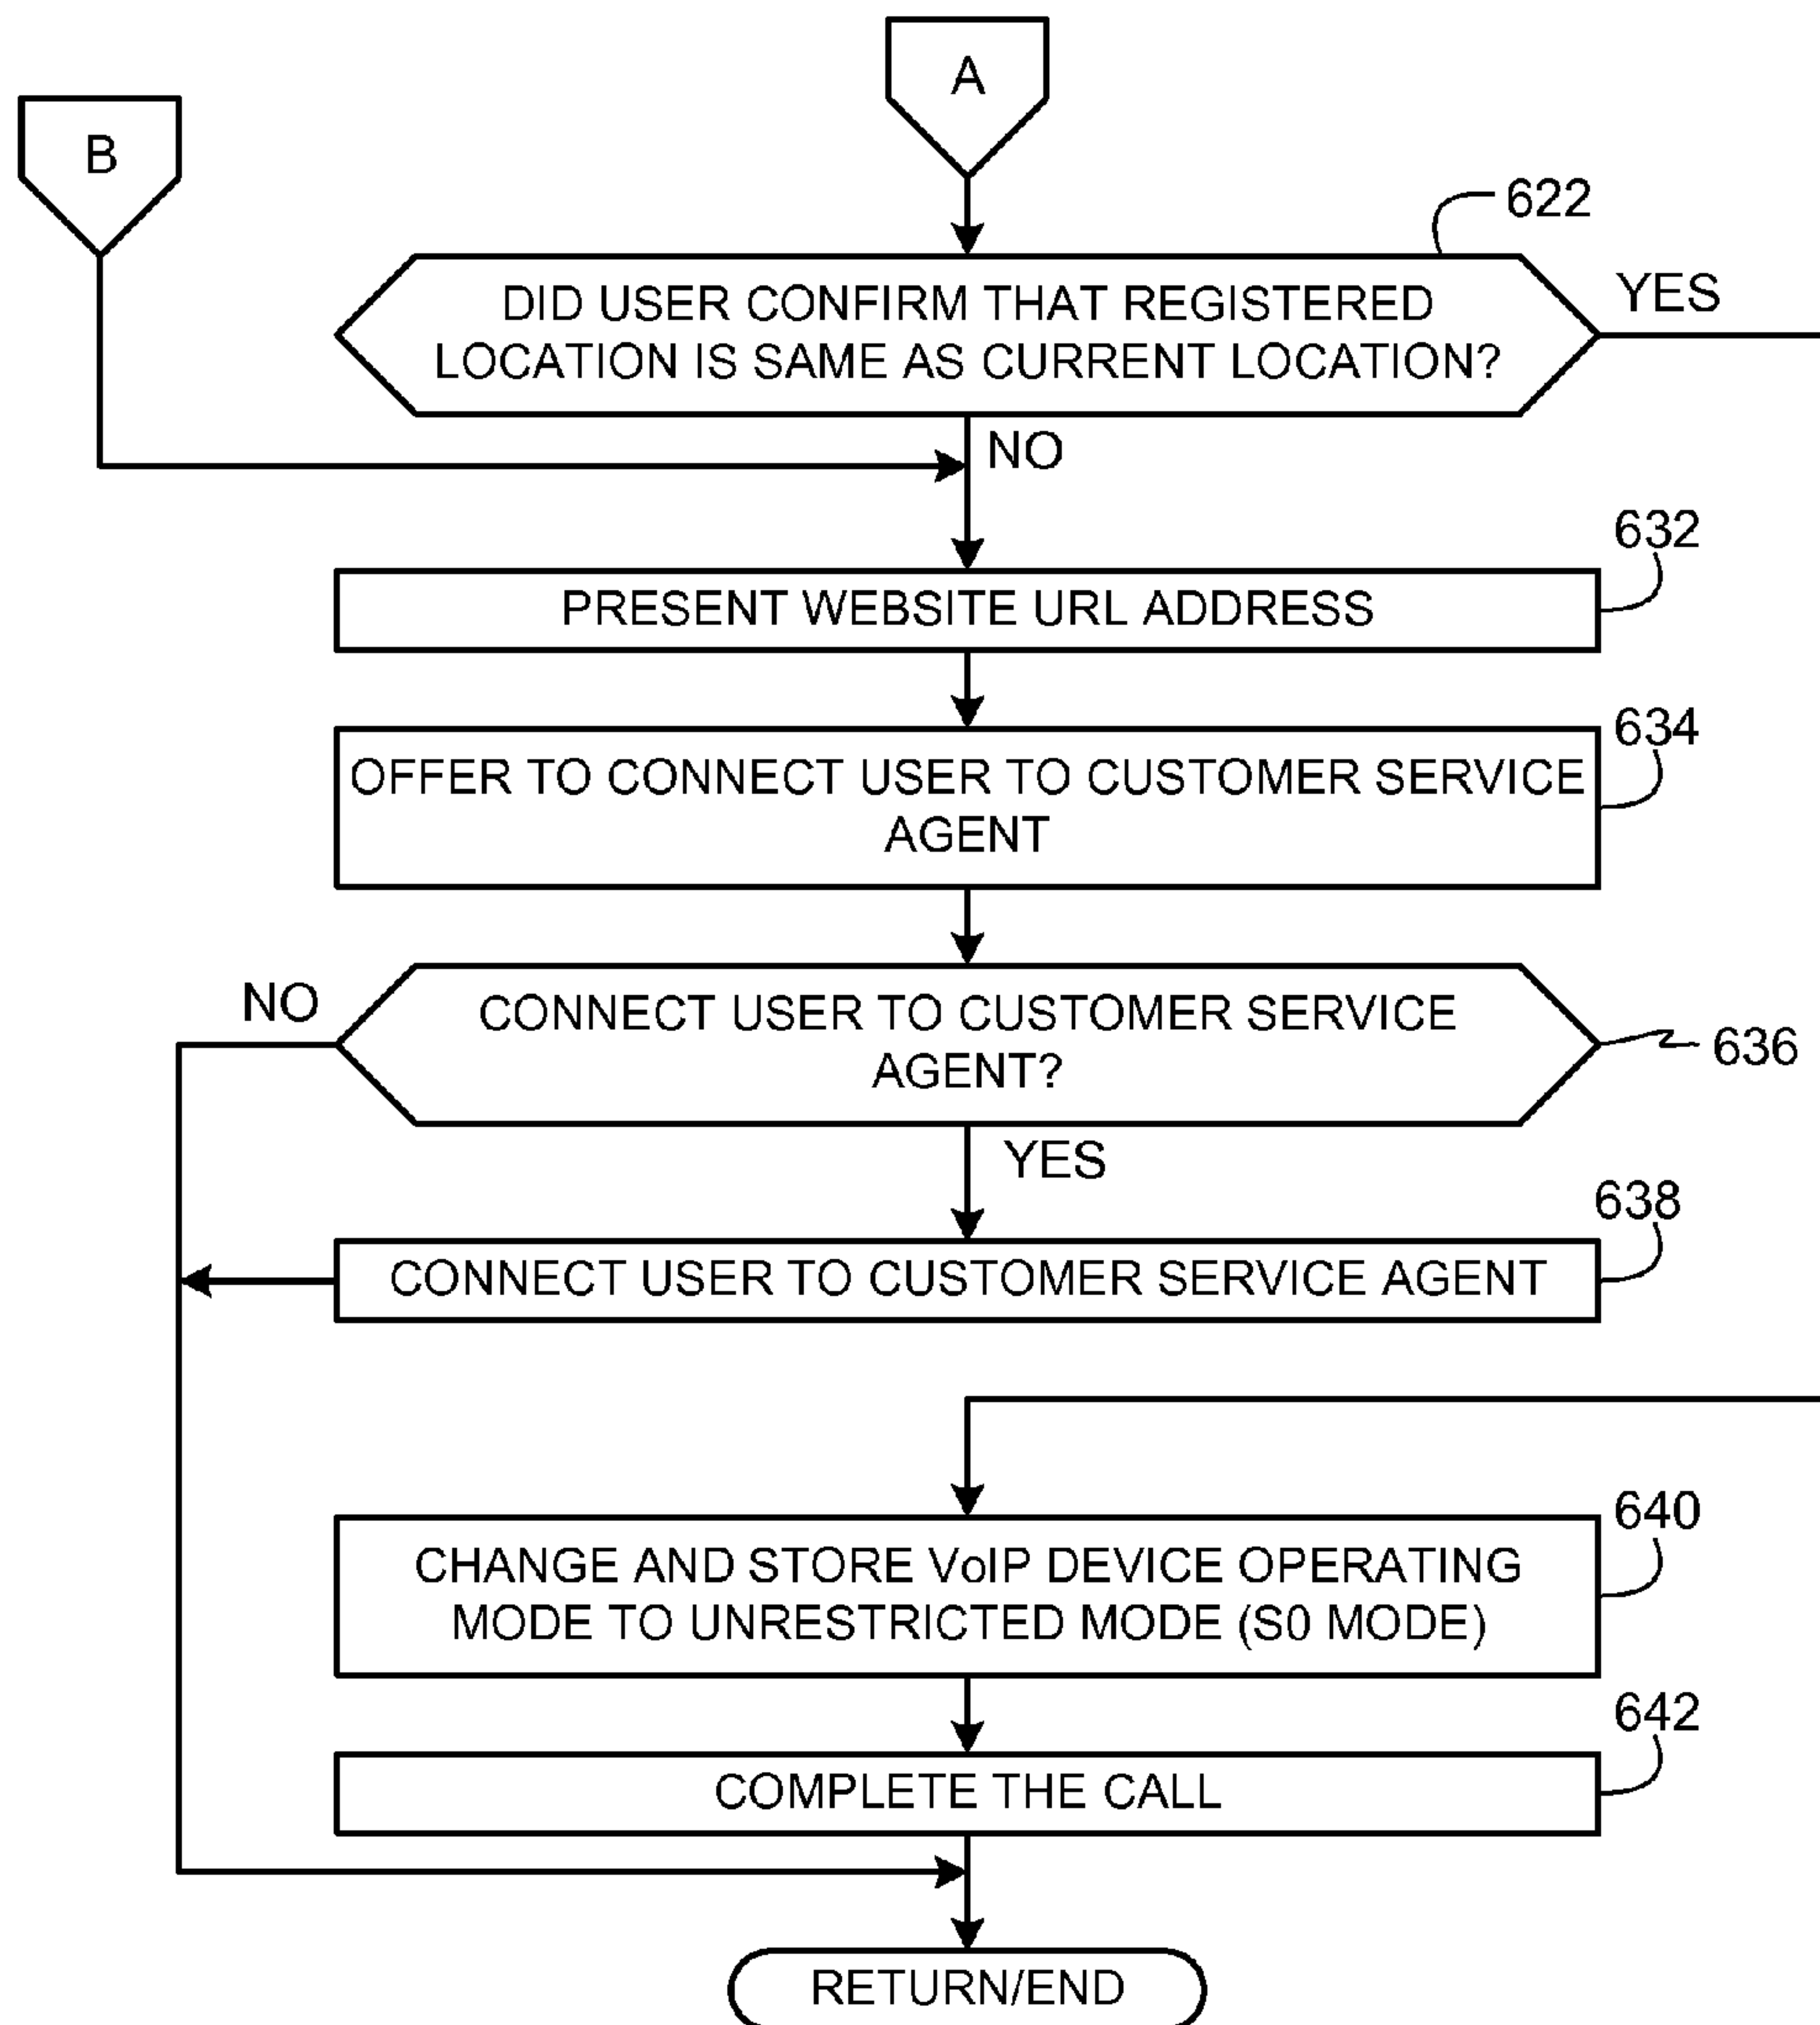 A
B
622
DID USER CONFIRM THAT REGISTERED
LOCATION IS SAME AS CURRENT LOCATION?
YES
NO
632
PRESENT WEBSITE URL ADDRESS
634
OFFER TO CONNECT USER TO CUSTOMER SERVICE
AGENT
NO
CONNECT USER TO CUSTOMER SERVICE
AGENT?
636
YES
638
CONNECT USER TO CUSTOMER SERVICE AGENT
640
CHANGE AND STORE VoIP DEVICE OPERATING
MODE TO UNRESTRICTED MODE (S0 MODE)
642
COMPLETE THE CALL
RETURN/END